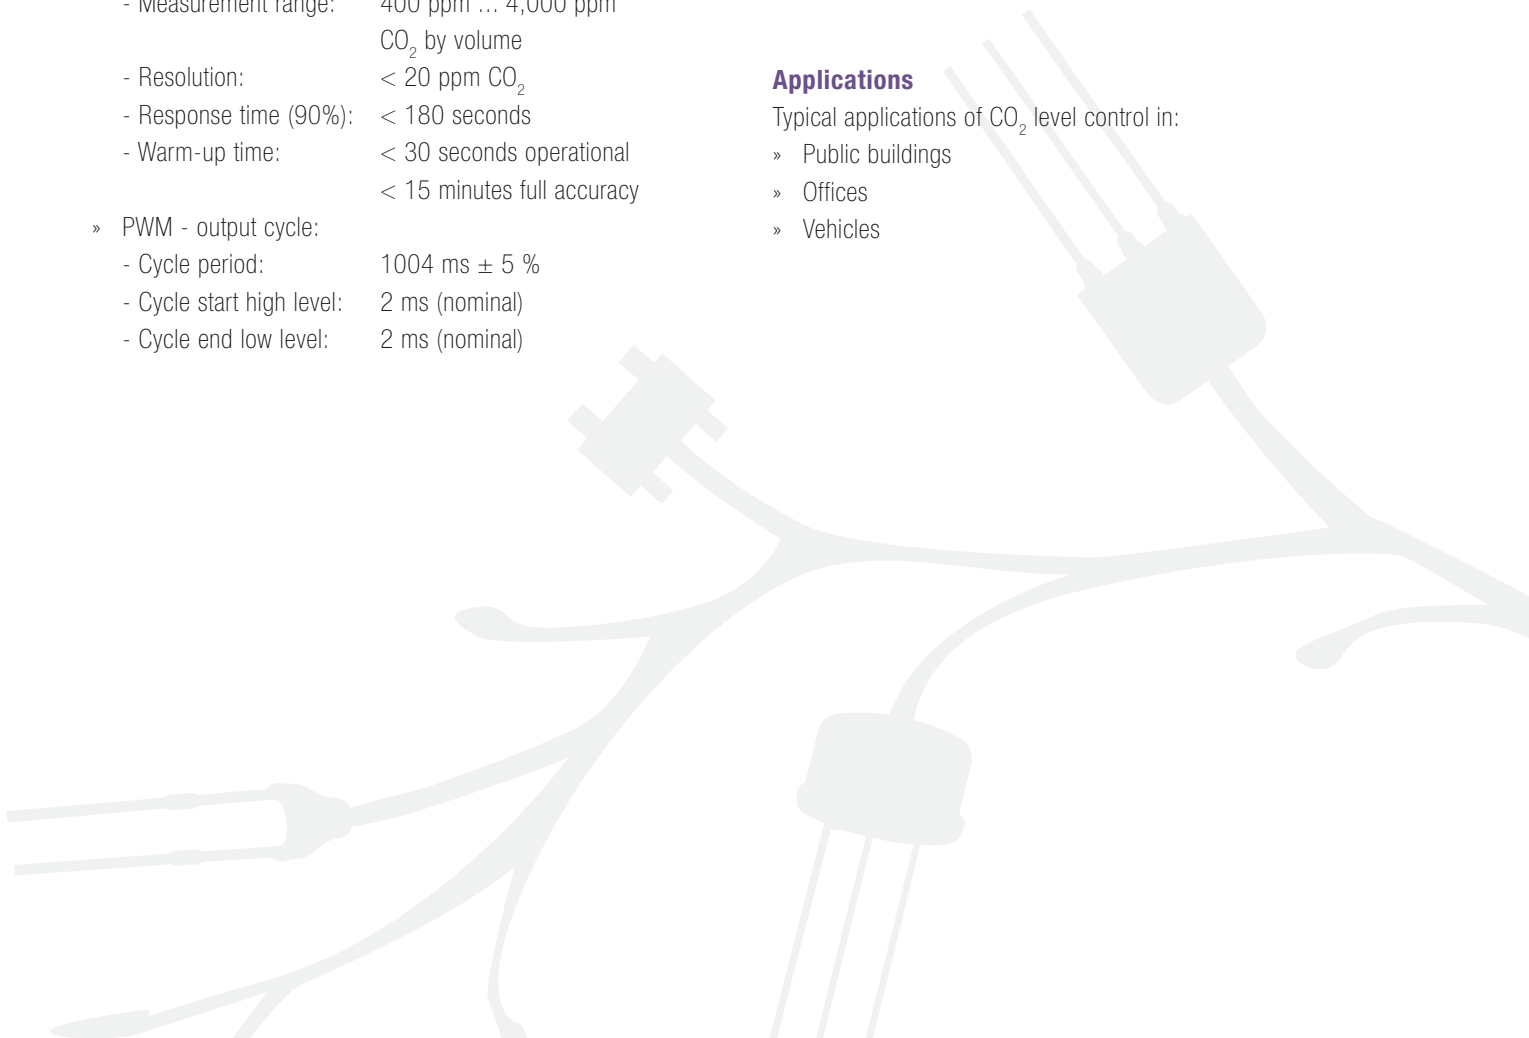 - Measurement range: 400 ppm ... 4,000 ppm
CO₂ by volume
- Resolution: < 20 ppm CO₂
- Response time (90%): < 180 seconds
- Warm-up time: < 30 seconds operational
< 15 minutes full accuracy
» PWM - output cycle:
- Cycle period: 1004 ms ± 5 %
- Cycle start high level: 2 ms (nominal)
- Cycle end low level: 2 ms (nominal)
Applications
Typical applications of CO₂ level control in:
» Public buildings
» Offices
» Vehicles